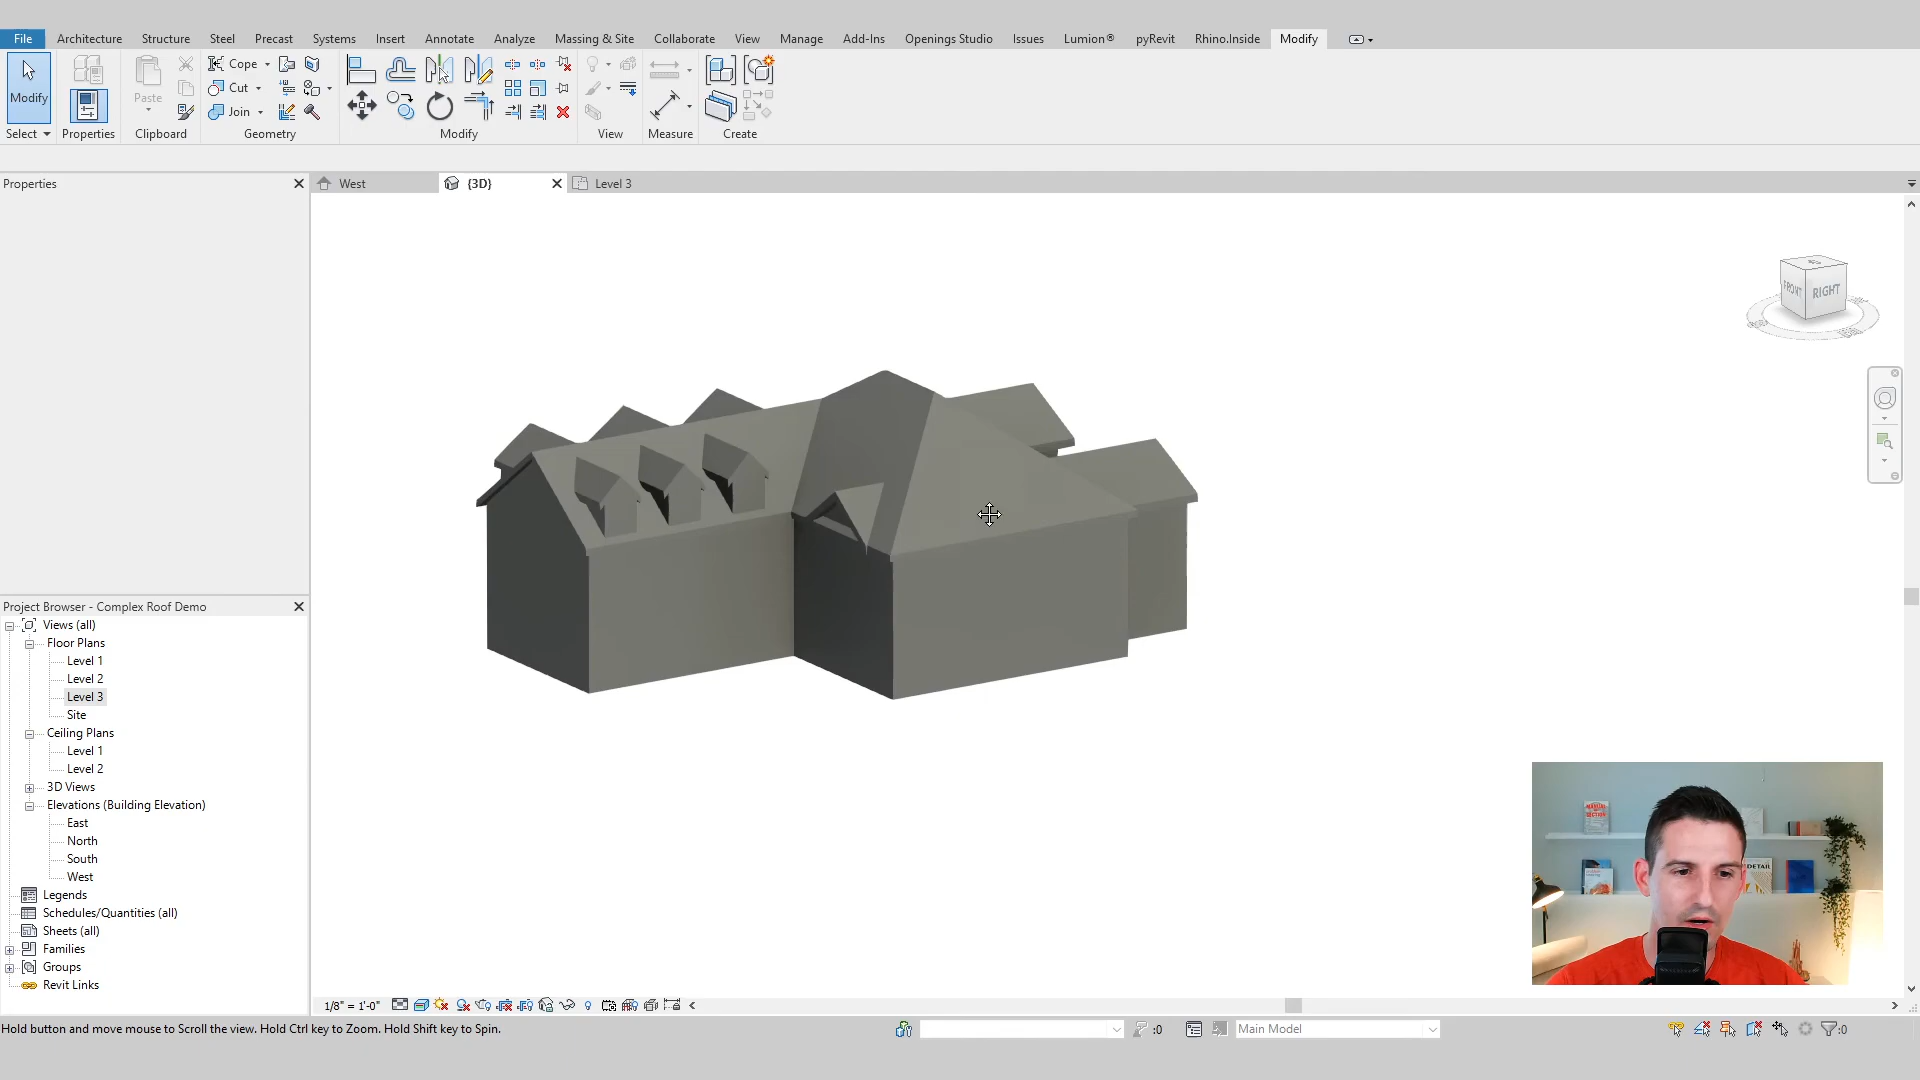 File Architecture Structure Steel Precast Systems Insert Annotate Analyze Massing & Site Collaborate View Manage Add-Ins Openings Studio Issues Lumion® pyRevit Rhino.Inside Modify
Modify
Paste
Cope
Cut
Join
Select Properties Clipboard Geometry Modify View Measure Create
Properties
West
{3D}
Level 3
FRONT
RIGHT
Project Browser - Complex Roof Demo
Views (all)
Floor Plans
Level 1
Level 2
Level 3
Site
Ceiling Plans
Level 1
Level 2
3D Views
Elevations (Building Elevation)
East
North
South
West
Legends
Schedules/Quantities (all)
Sheets (all)
Families
Groups
Revit Links
DETAIL
1/8" = 1'-0"
Hold button and move mouse to Scroll the view. Hold Ctrl key to Zoom. Hold Shift key to Spin.
:0
Main Model
:0